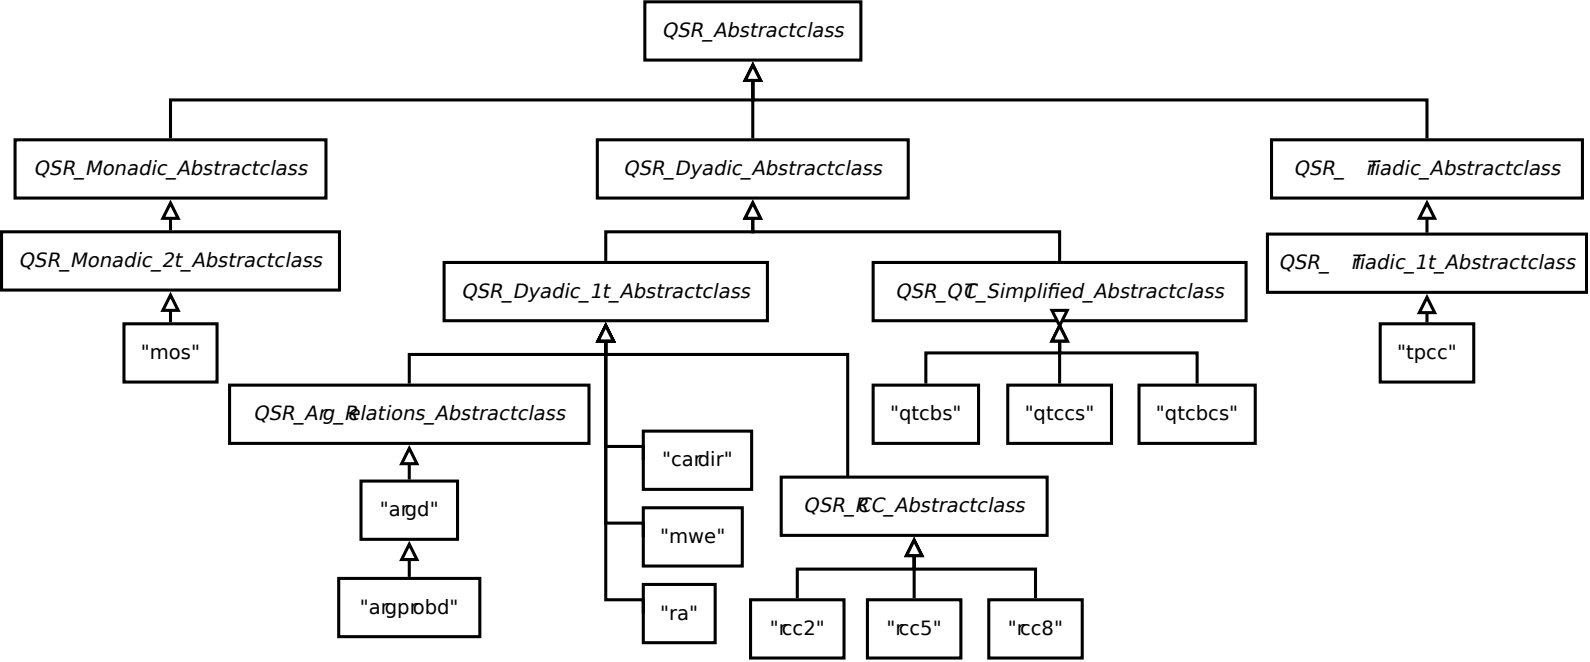 QSR_Abstractclass
QSR_Monadic_Abstractclass
QSR_Dyadic_Abstractclass
QSR_Triadic_Abstractclass
QSR_Monadic_2t_Abstractclass
QSR_Dyadic_1t_Abstractclass
QSR_QTC_Simplified_Abstractclass
QSR_Triadic_1t_Abstractclass
"mos"
"tpcc"
QSR_Arg_Relations_Abstractclass
"qtcbs"
"qtccs"
"qtcbcs"
"cardir"
"argd"
QSR_RCC_Abstractclass
"mwe"
"argprobd"
"ra"
"rcc2"
"rcc5"
"rcc8"